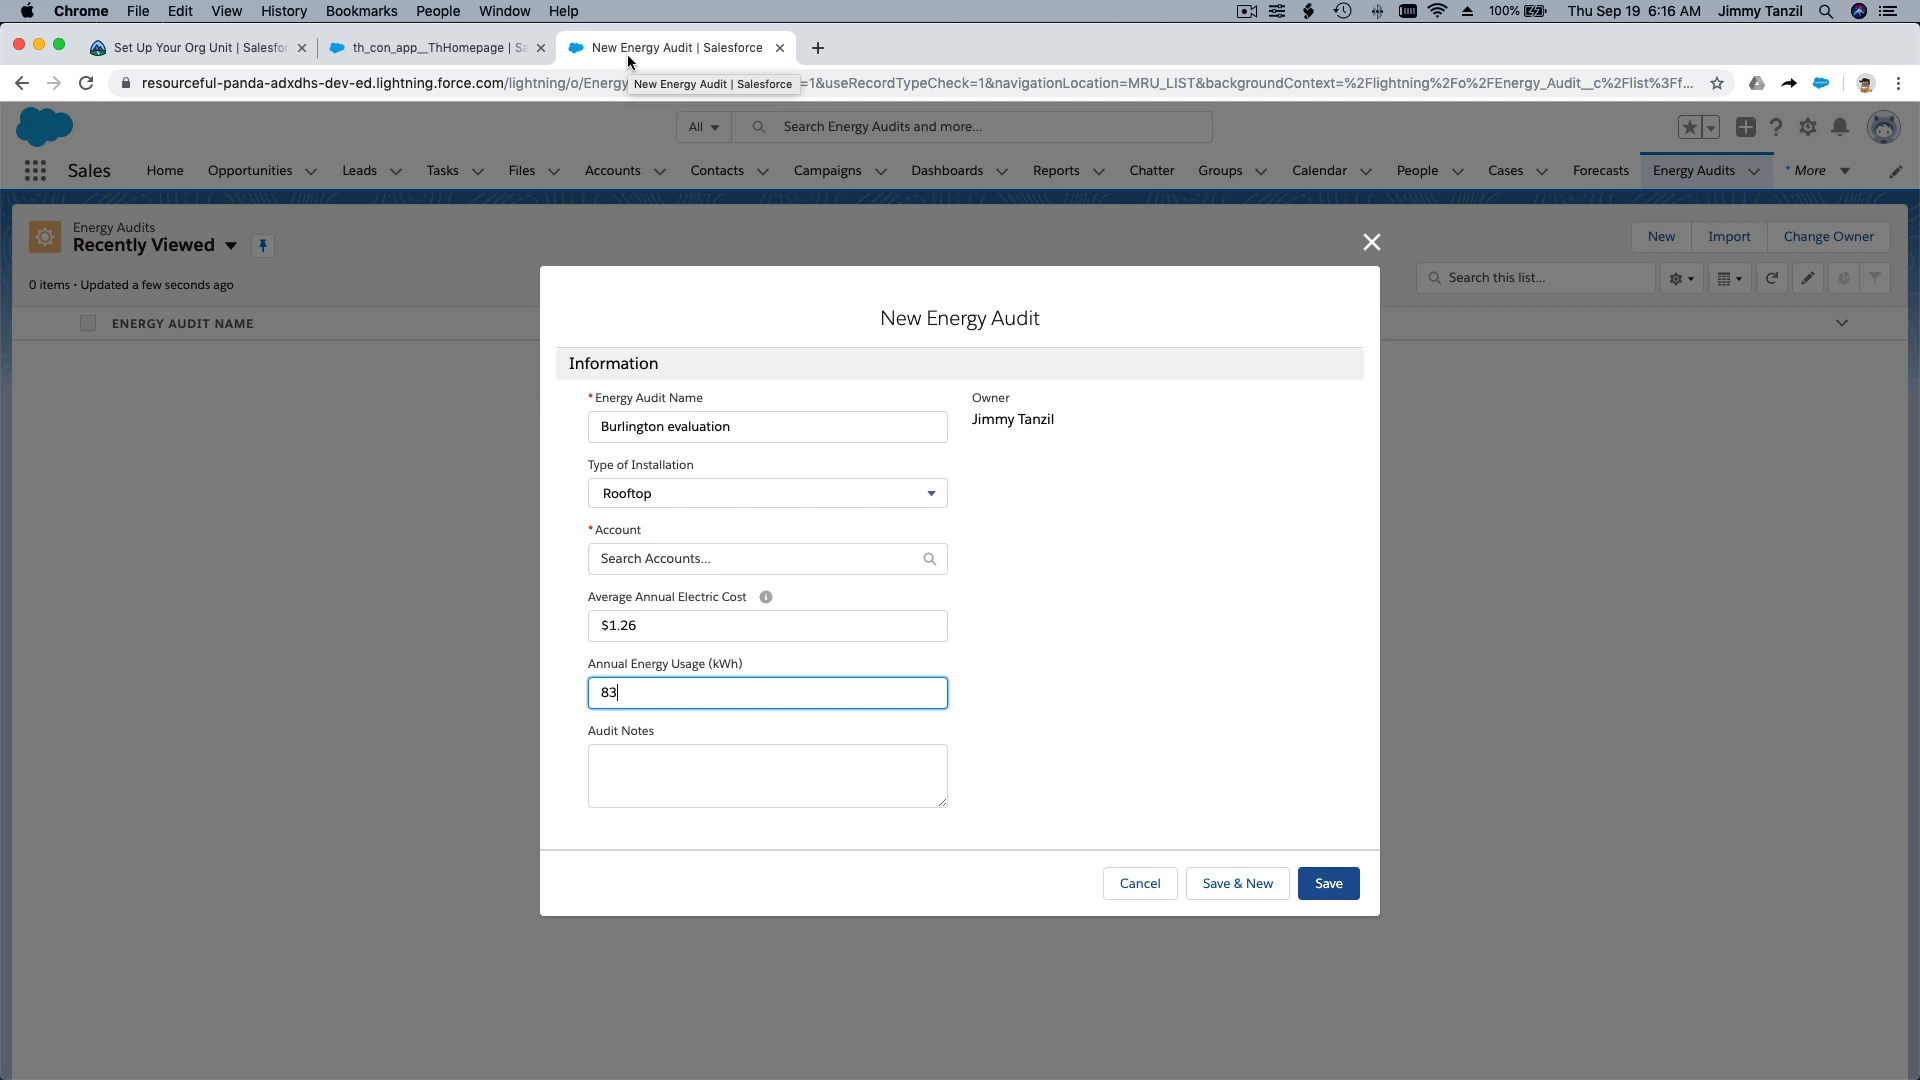 Chrome File Edit View History Bookmarks People Window Help 100% Thu Sep 19 6:16 AM Jimmy Tanzil
Set Up Your Org Unit | Salesfor th_con_app__ThHomepage | Sa New Energy Audit | Salesforce
resourceful-panda-adxdhs-dev-ed.lightning.force.com/lightning/o/Energy =1&useRecordTypeCheck=1&navigationLocation=MRU_LIST&backgroundContext=%2Flightning%2Fo%2FEnergy_Audit__c%2Flist%3Ff...
New Energy Audit | Salesforce
All Search Energy Audits and more...
Sales Home Opportunities Leads Tasks Files Accounts Contacts Campaigns Dashboards Reports Chatter Groups Calendar People Cases Forecasts Energy Audits * More
Energy Audits
Recently Viewed
New Import Change Owner
0 items • Updated a few seconds ago
Search this list...
ENERGY AUDIT NAME
New Energy Audit
Information
*Energy Audit Name
Burlington evaluation
Owner
Jimmy Tanzil
Type of Installation
Rooftop
*Account
Search Accounts...
Average Annual Electric Cost
$1.26
Annual Energy Usage (kWh)
83
Audit Notes
Cancel Save & New Save